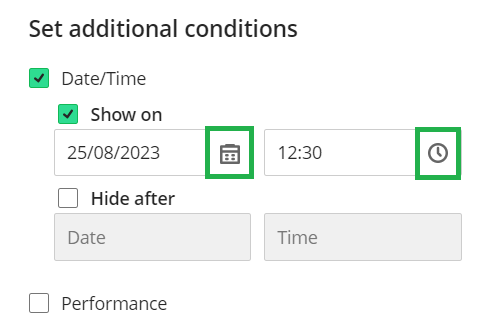 Set additional conditions
Date/Time
Show on
25/08/2023 12:30
Hide after
Date Time
Performance